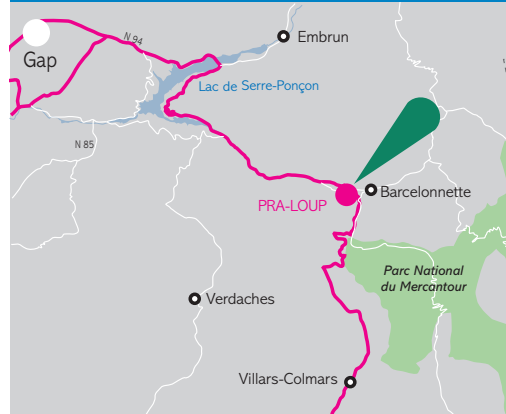 Embrun
N 94
Gap
Lac de Serre-Ponçon
N 85
Barcelonnette
PRA-LOUP
Parc National
du Mercantour
Verdaches
Villars-Colmars